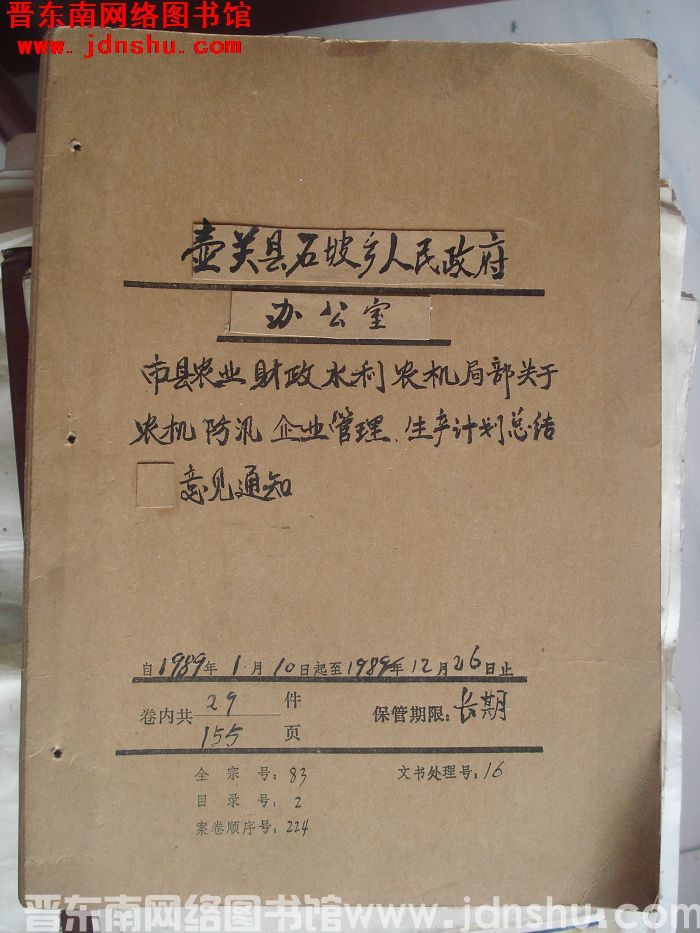 晋东南网络图书馆
www.jdnshu.com
壶关县石坡乡人民政府
办公室
市县农业财政水利农机局部关于
农机防汛企业管理、生产计划总结
意见通知
自1989年1月10日起至1989年12月26日止
卷内共 29 件 保管期限：长期
155 页
全宗号：83 文书处理号：16
目录号：2
案卷顺序号：224
晋东南网络图书馆www.jdnshu.com